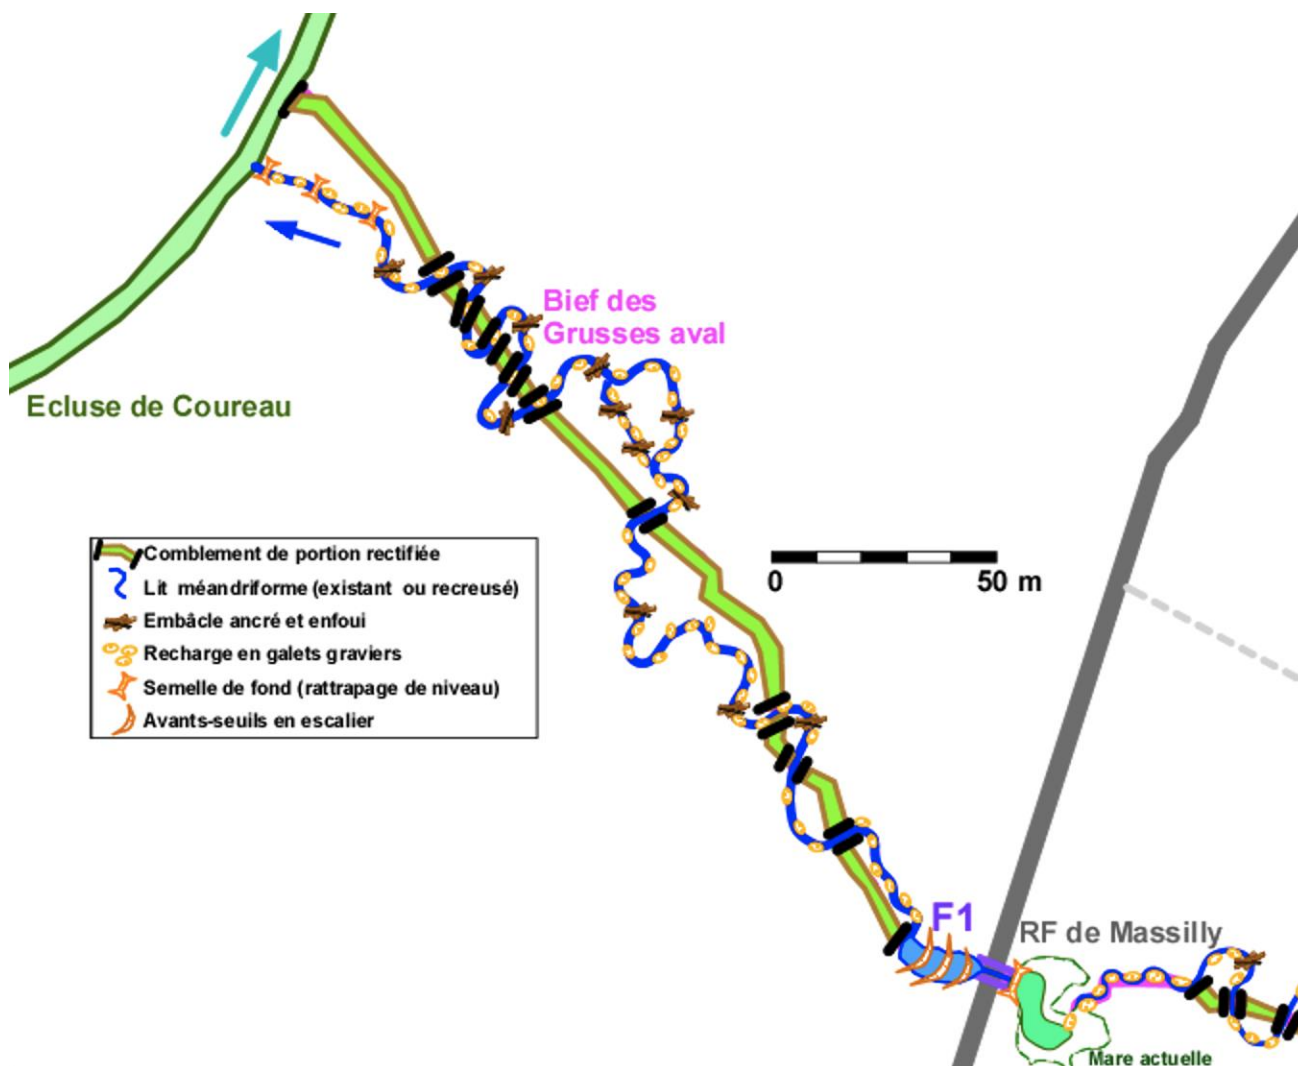 Bief des
Grusses aval
Ecluse de Coureau
Comblement de portion rectifiée
Lit méandriforme (existant ou recreusé)
Embâcle ancré et enfoui
Recharge en galets graviers
Semelle de fond (rattrapage de niveau)
Avants-seuils en escalier
0 50 m
F1
RF de Massilly
Mare actuelle